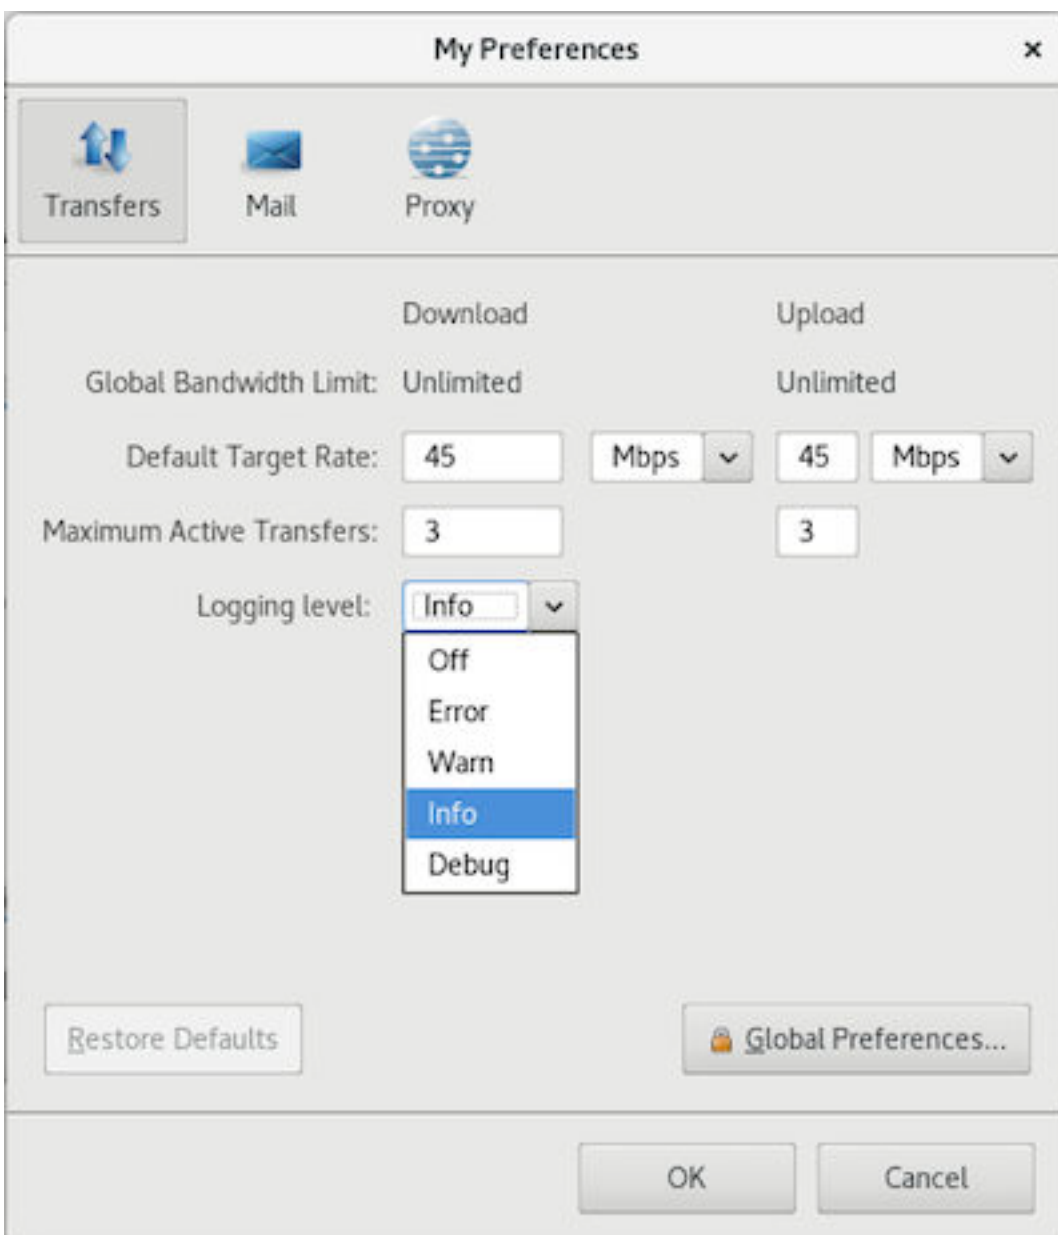 My Preferences
Transfers Mail Proxy
Download Upload
Global Bandwidth Limit: Unlimited Unlimited
Default Target Rate: 45 Mbps 45 Mbps
Maximum Active Transfers: 3 3
Logging level: Info
Off
Error
Warn
Info
Debug
Restore Defaults Global Preferences...
OK Cancel